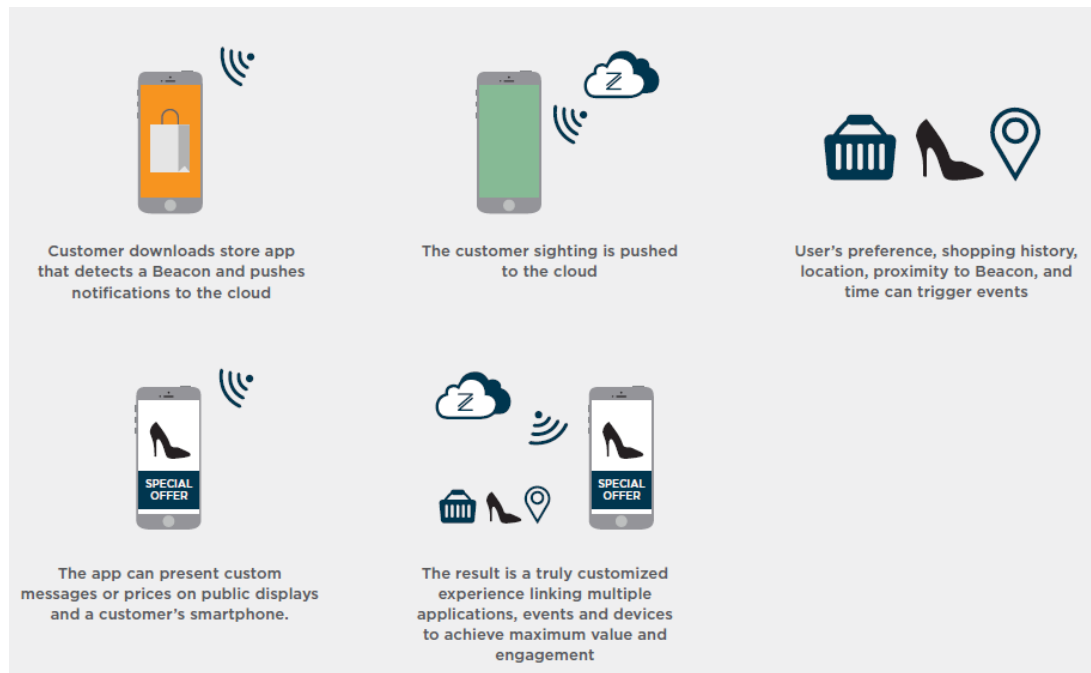 Customer downloads store app
that detects a Beacon and pushes
notifications to the cloud
Z
The customer sighting is pushed
to the cloud
User's preference, shopping history,
location, proximity to Beacon, and
time can trigger events
SPECIAL
OFFER
The app can present custom
messages or prices on public displays
and a customer's smartphone.
Z
SPECIAL
OFFER
The result is a truly customized
experience linking multiple
applications, events and devices
to achieve maximum value and
engagement